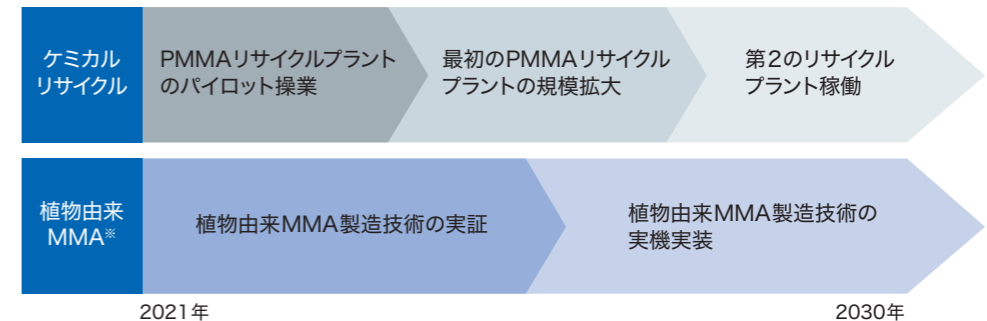 ケミカル
リサイクル
PMMAリサイクルプラント
のパイロット操業
最初のPMMAリサイクル
プラントの規模拡大
第2のリサイクル
プラント稼働
植物由来
MMA※
植物由来MMA製造技術の実証
植物由来MMA製造技術の
実機実装
2021年
2030年